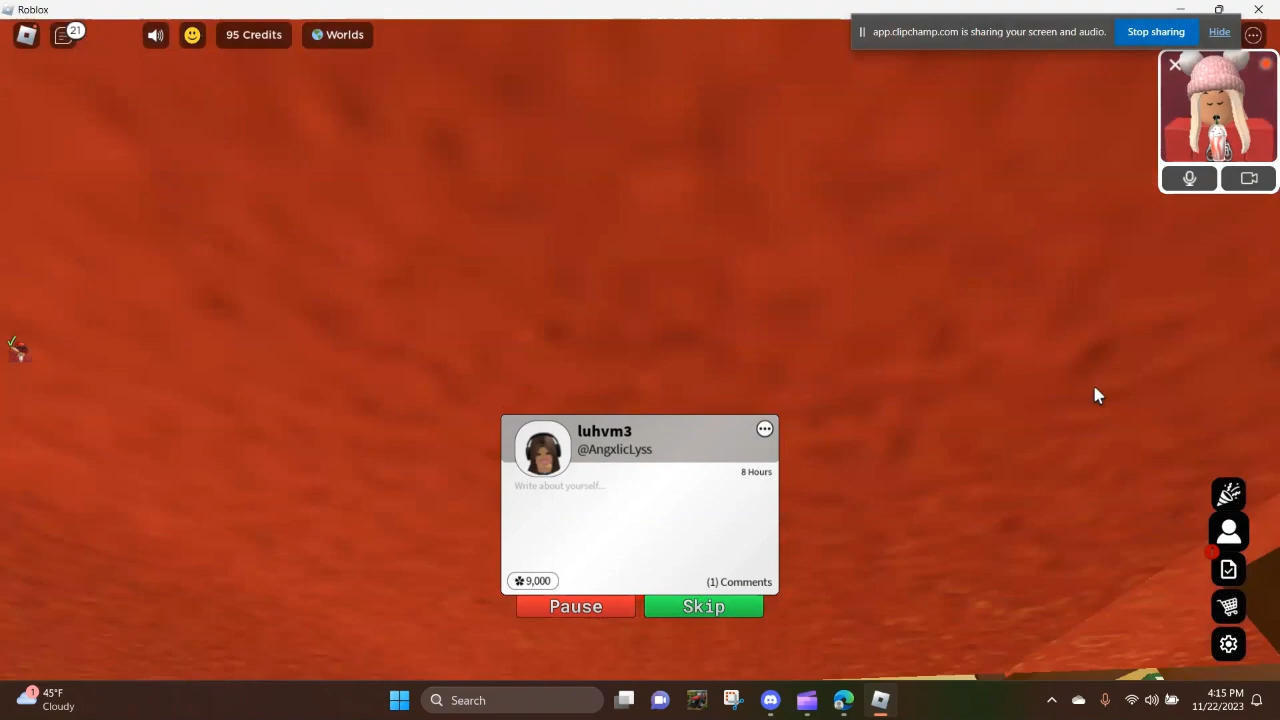 Roblox
21
95 Credits
Worlds
app.clipchamp.com is sharing your screen and audio.
Stop sharing
Hide
luhvm3
@AngxlicLyss
8 Hours
Write about yourself...
9,000
(1) Comments
Pause
Skip
1
45°F
Cloudy
Search
4:15 PM
11/22/2023